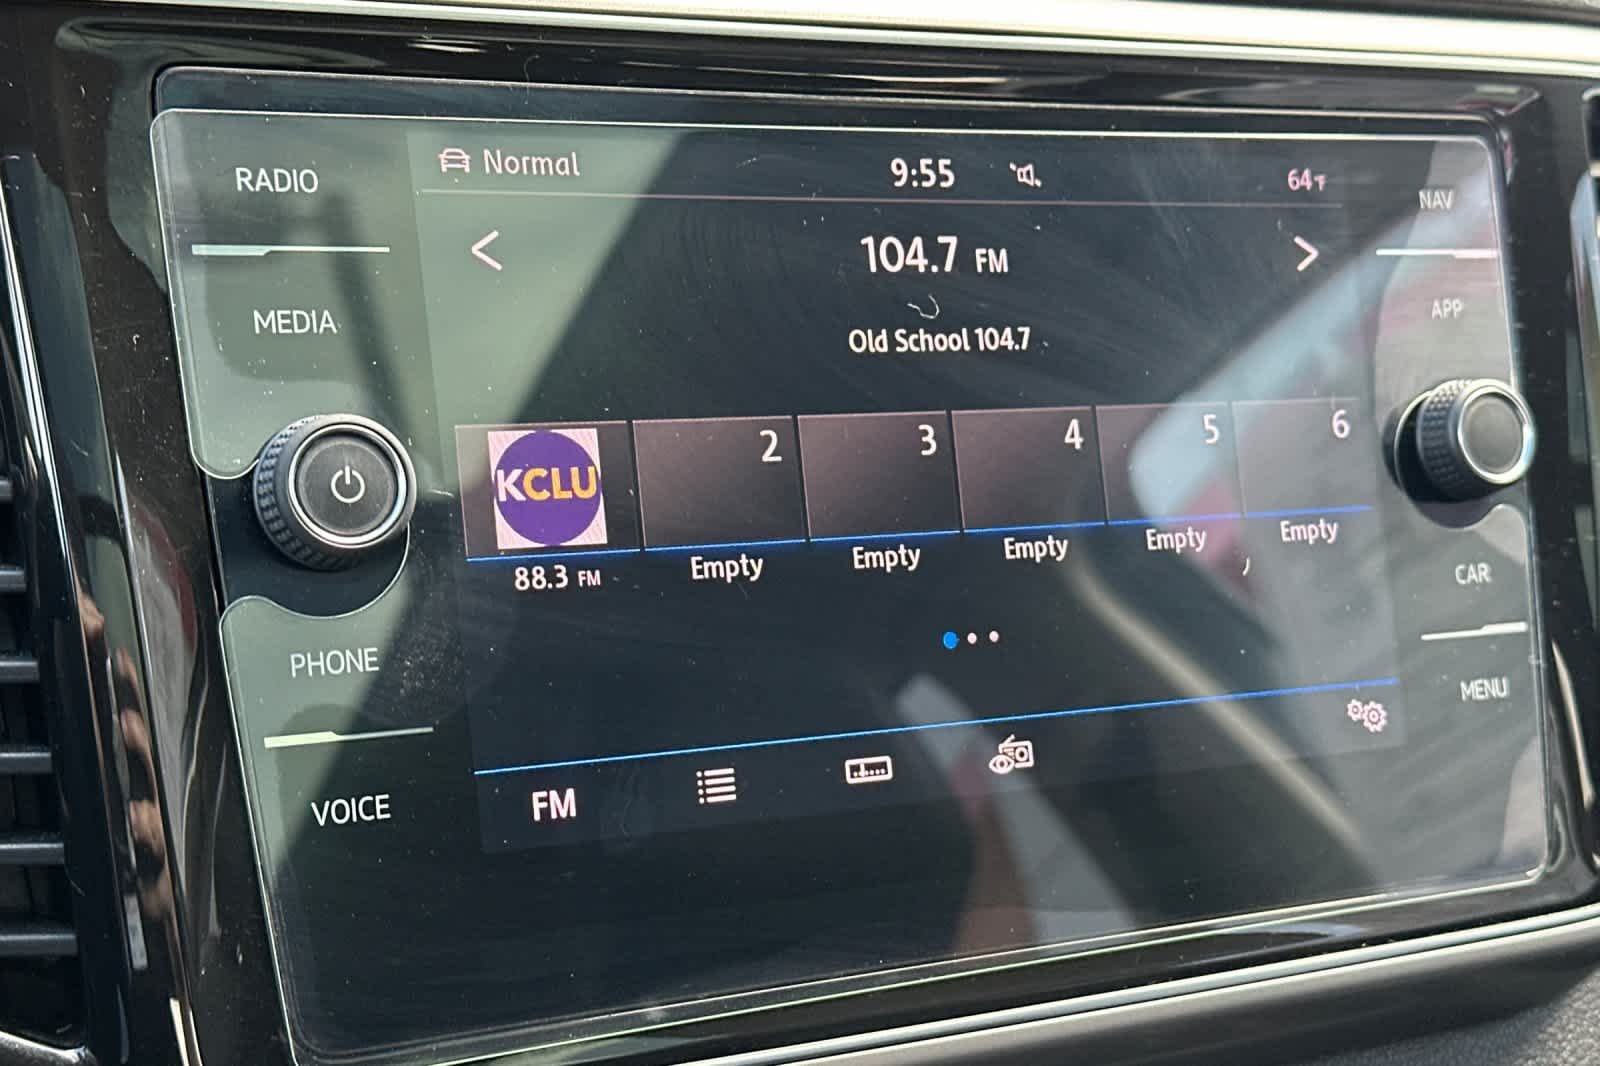 RADIO
MEDIA
PHONE
VOICE
Normal
9:55
64°F
104.7 FM
Old School 104.7
KCLU
2
3
4
5
6
88.3 FM
Empty
Empty
Empty
Empty
Empty
FM
NAV
APP
CAR
MENU